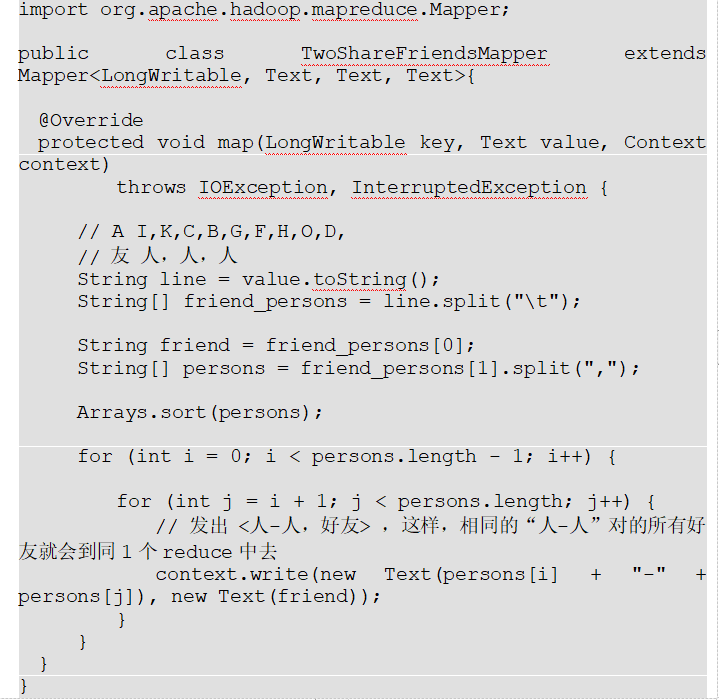 import org.apache.hadoop.mapreduce.Mapper;
public class TwoShareFriendsMapper extends
Mapper<LongWritable, Text, Text, Text>{
@Override
protected void map(LongWritable key, Text value, Context
context)
throws IOException, InterruptedException {
// A I,K,C,B,G,F,H,O,D,
// 友 人，人，人
String line = value.toString();
String[] friend_persons = line.split("\t");
String friend = friend_persons[0];
String[] persons = friend_persons[1].split(",");
Arrays.sort(persons);
for (int i = 0; i < persons.length - 1; i++) {
for (int j = i + 1; j < persons.length; j++) {
// 发出 <人-人，好友> ，这样，相同的“人-人”对的所有好
友就会到同 1 个 reduce 中去
context.write(new Text(persons[i] + "-" +
persons[j]), new Text(friend));
}
}
}
}